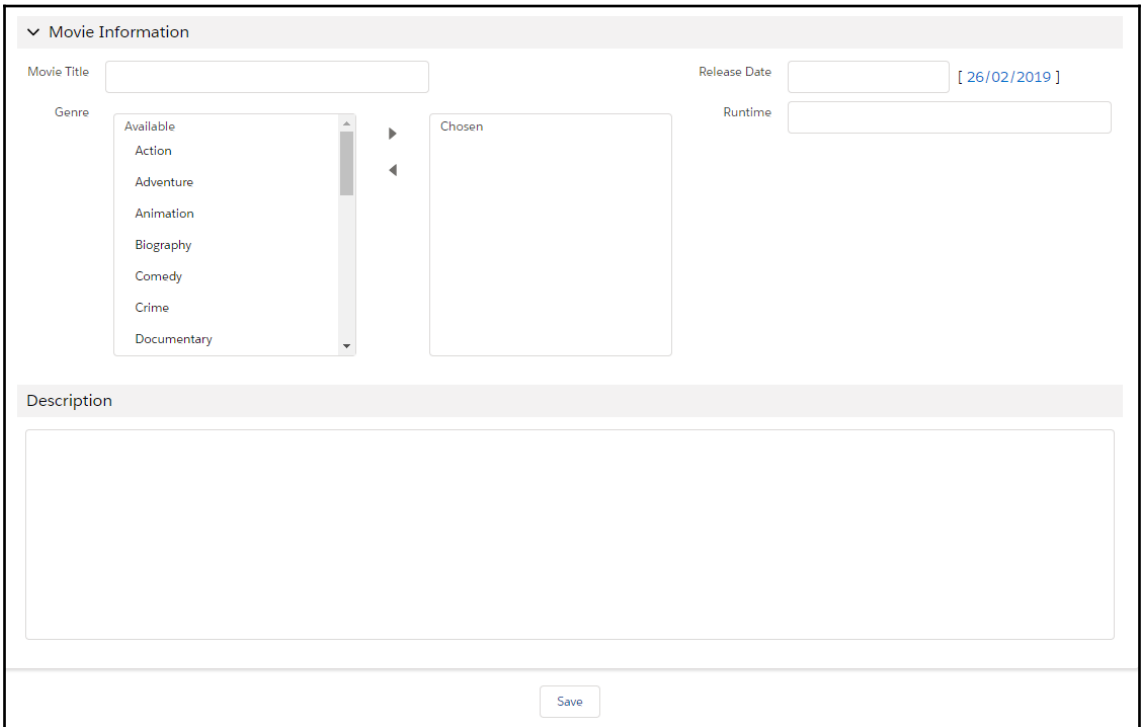 Movie Information
Movie Title
Release Date
[ 26/02/2019 ]
Genre
Available
Action
Adventure
Animation
Biography
Comedy
Crime
Documentary
Chosen
Runtime
Description
Save